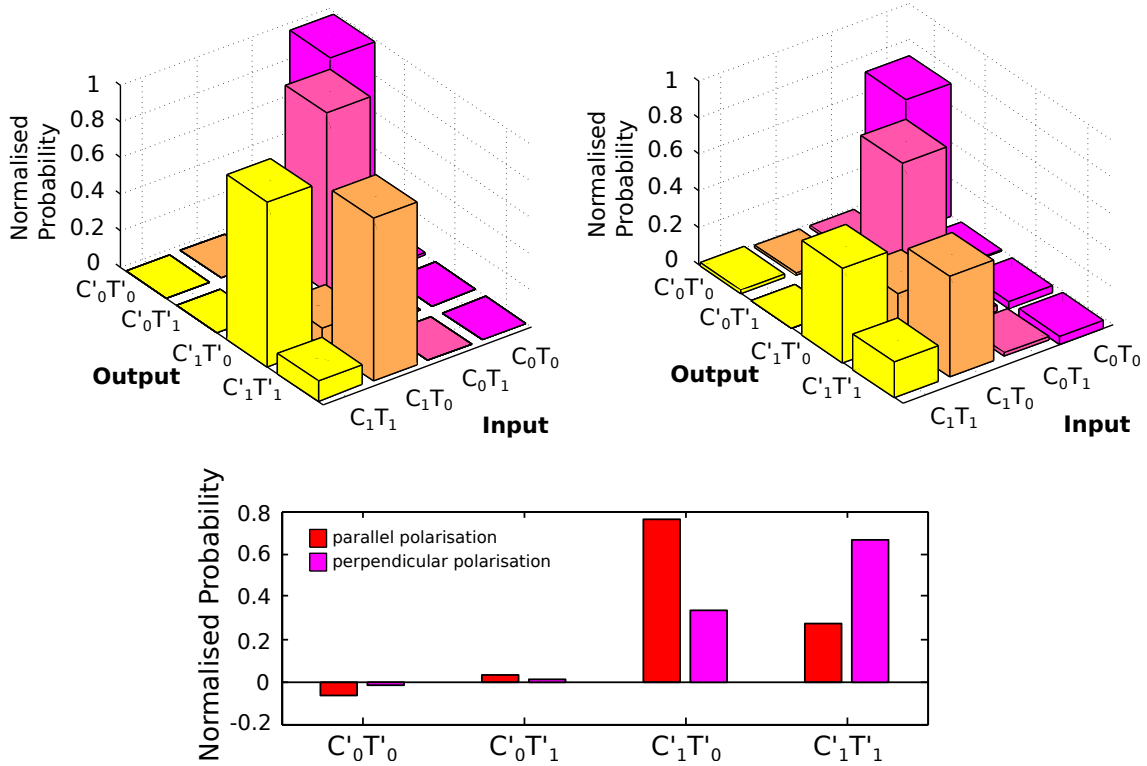 Normalised
Probability
1
0.8
0.6
0.4
0.2
0
C'₀T'₀
C'₀T'₁
C'₁T'₀
C'₁T'₁
Output
C₁T₁
C₁T₀
C₀T₁
C₀T₀
Input
Normalised
Probability
1
0.8
0.6
0.4
0.2
0
C'₀T'₀
C'₀T'₁
C'₁T'₀
C'₁T'₁
Output
C₁T₁
C₁T₀
C₀T₁
C₀T₀
Input
Normalised Probability
0.8
0.6
0.4
0.2
0
-0.2
parallel polarisation
perpendicular polarisation
C'₀T'₀
C'₀T'₁
C'₁T'₀
C'₁T'₁